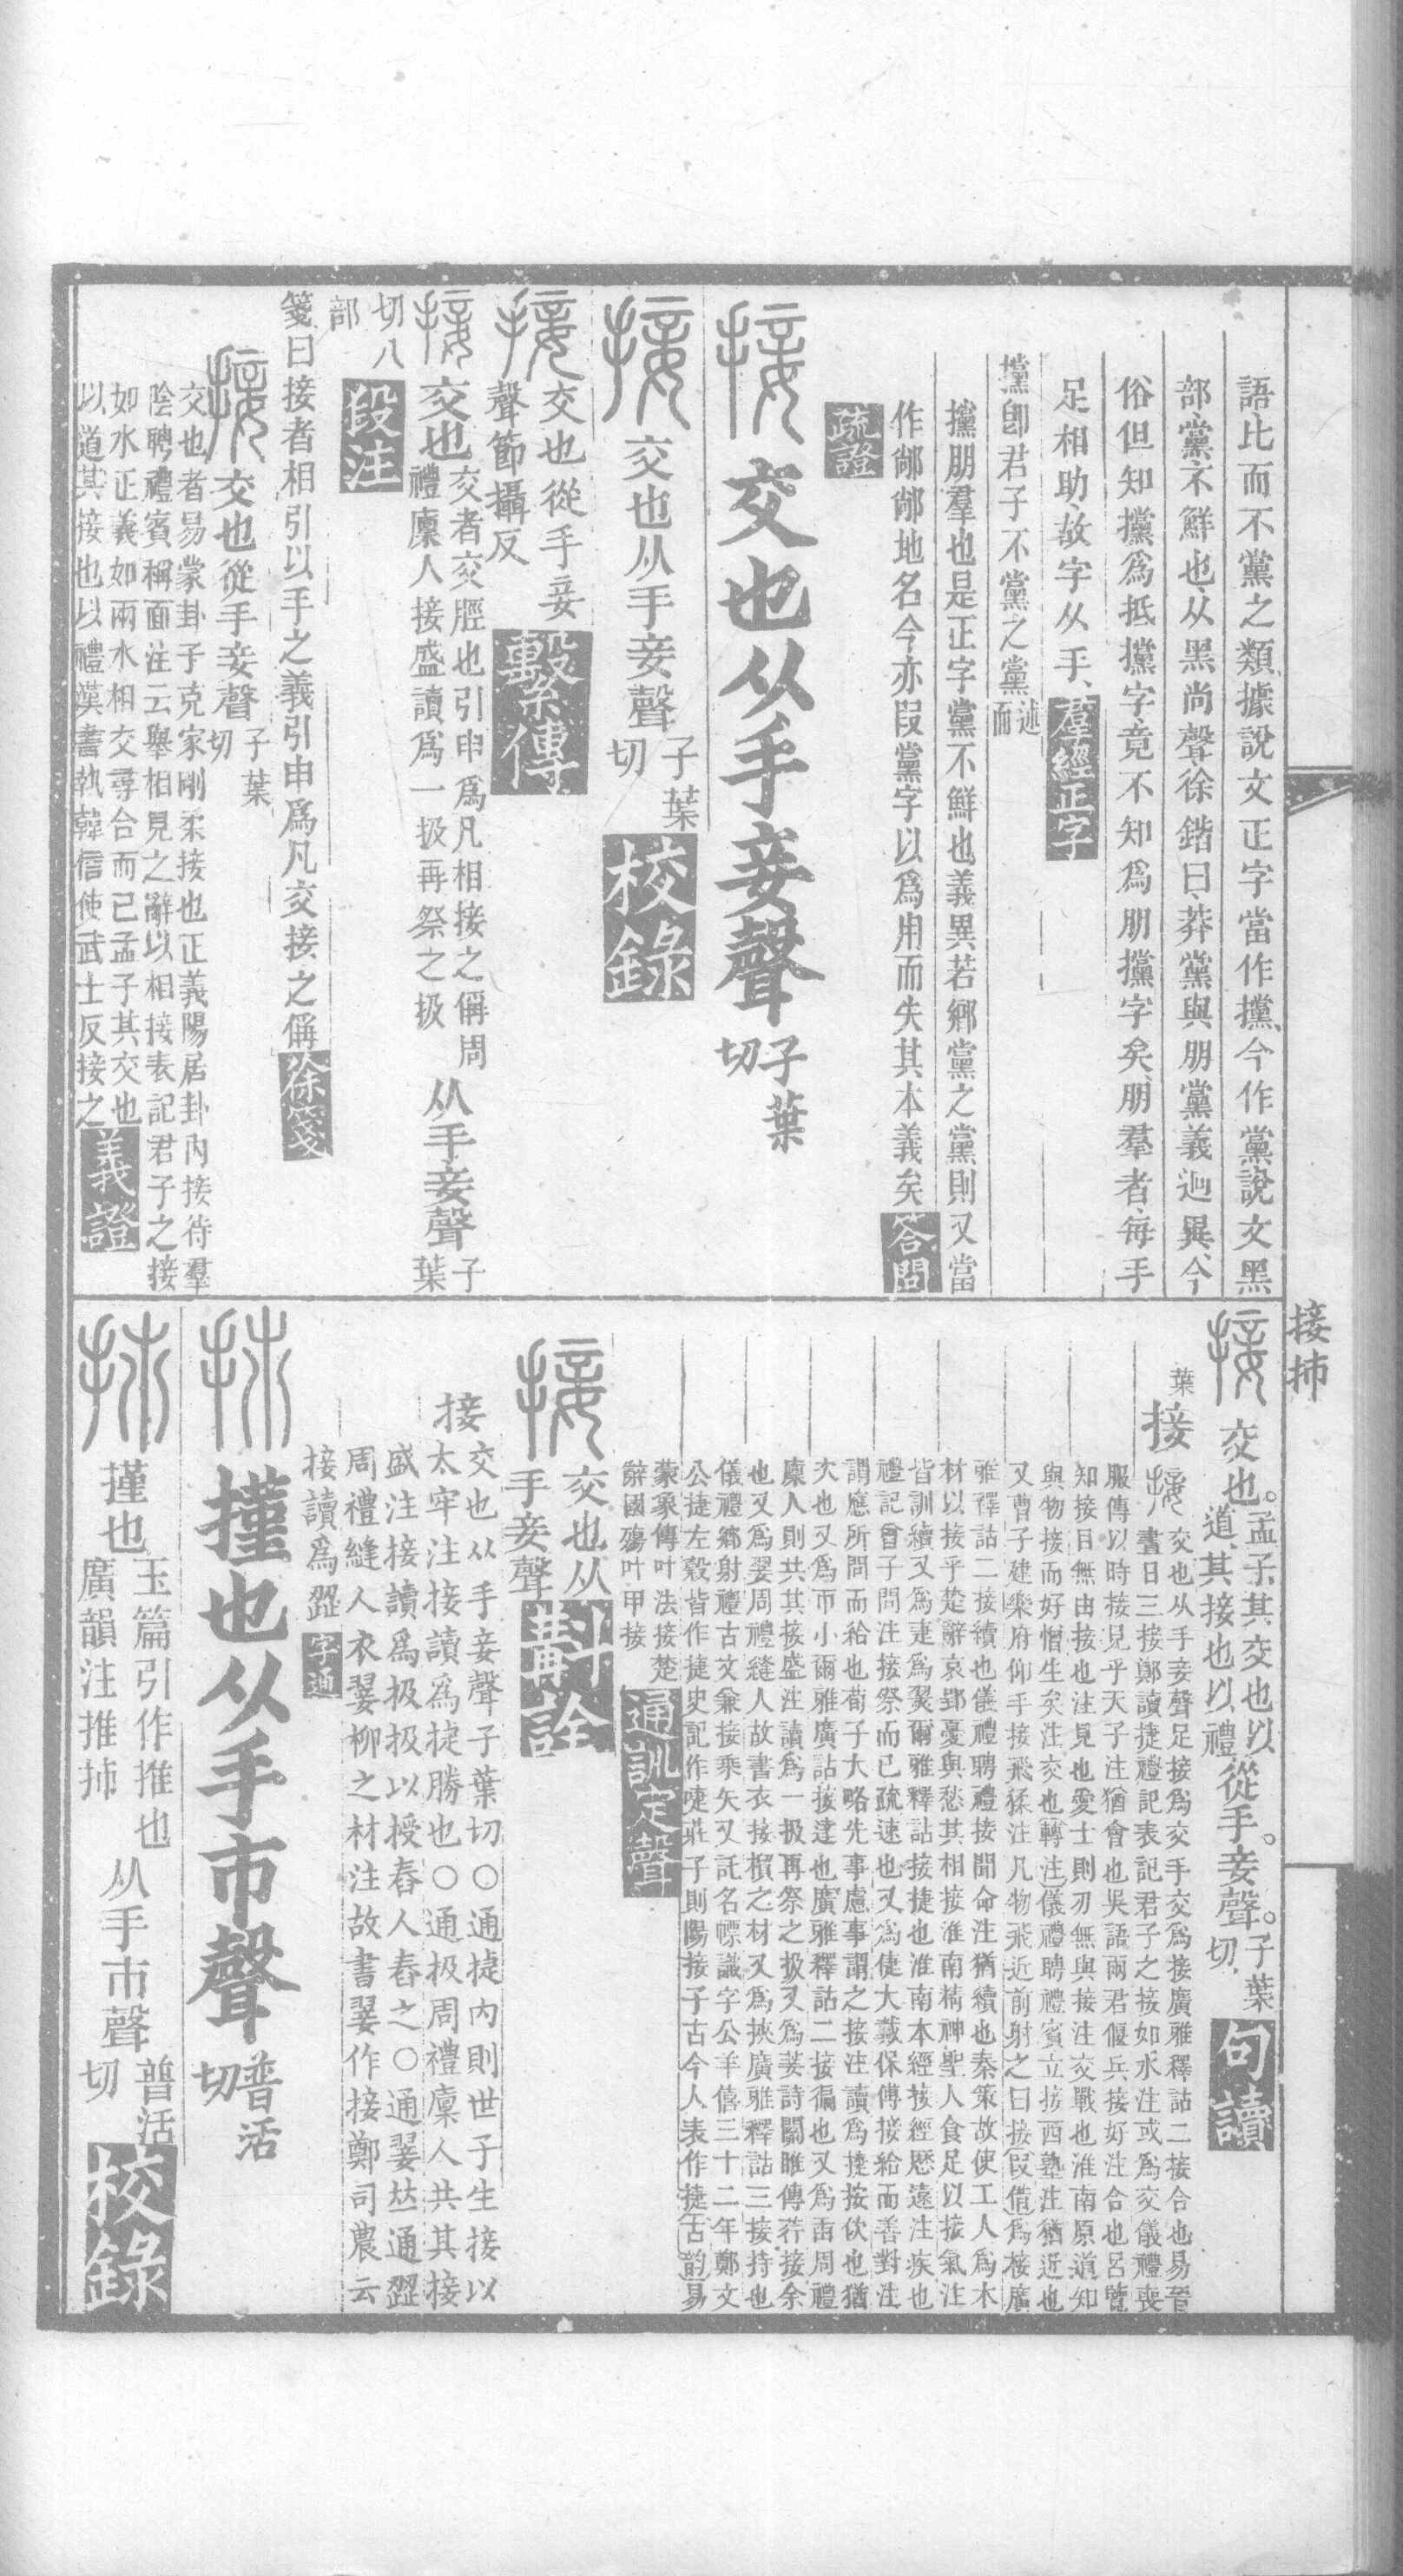 語比而不黨之類據說文正字當作攩今作黨說文黑
部黨不鮮也从黑尚聲徐鍇曰莽黨與朋黨義迥異今
俗但知攩爲抵攩字竟不知爲朋攩字矣朋羣者每手
足相助故字从手羣經正字
攩卽君子不黨之黨述而
攩朋羣也是正字黨不鮮也義異若鄉黨之黨則又當
作鄦鄦地名今亦叚黨字以爲用而失其本義矣答問
疏證
接 交也从手妾聲子葉切
接 交也从手妾聲子葉切校錄
接 交也從手妾
聲節攝反繫傳
接 交也交者交脛也引申爲凡相接之偁周
禮廩人接盛讀爲一扱再祭之扱从手妾聲子葉
切八
部段注
箋曰接者相引以手之義引申爲凡交接之偁徐箋
接 交也從手妾聲子葉切
交也者易蒙卦子克家剛柔接也正義陽居卦內接待羣
陰聘禮賓稱面注云舉相見之辭以相接表記君子之接
如水正義如兩水相交尋合而已孟子其交也
以道其接也以禮漢書執韓信使武士反接之義證
接抪
接 交也。孟子其交也以
道其接也以禮從手。妾聲。子葉切句讀
葉
接 交也从手妾聲足接爲交手交爲接廣雅釋詁二接合也易晉
晝日三接鄭讀捷禮記表記君子之接如水注或爲交儀禮喪
服傳以時接見乎天子注猶會也吳語兩君偃兵接好注合也呂覽
知接目無由接也注見也愛士則刃無與接注交戰也淮南原道知
與物接而好憎生矣注交也轉注儀禮聘禮賓立接西塾注猶近也
又曹子建樂府仰手接飛猱注凡物飛迎前射之曰接叚借爲椄廣
雅釋詁二接續也儀禮聘禮接聞命注猶續也秦策故使工人爲木
材以接乎楚辭哀郢憂與愁其相接淮南精神聖人食足以接氣注
皆訓續又爲疌爲翣爾雅釋詁接捷也淮南本經接經歷遠注疾也
禮記曾子問注接祭而已疏速也又爲倢大戴保傅接給而善對注
謂應所問而給也荀子大略先事慮事謂之接注讀爲捷接伙也猶
次也又爲帀小爾雅廣詁接達也廣雅釋詁二接徧也又爲臿周禮
廩人則共其接盛注讀爲一扱再祭之扱又爲萎詩關雎傳荇接余
也又爲翣周禮縫人故書衣接橮之材又爲挾廣雅釋詁三接持也
儀禮鄉射禮古文兼接乘矢又託名幖識字公羊僖三十二年鄭文
公捷左穀皆作捷史記作啑莊子則陽接子古今人表作捷古韵易
蒙象傳叶法接楚
辭國殤叶甲接通訓定聲
接 交也从
手妾聲斠詮
接交也从手妾聲子葉切○通捷內則世子生接以
太牢注接讀爲捷勝也○通扱周禮廩人共其接
盛注接讀爲扱扱以授舂人舂之○通翣𠀤通歰
周禮縫人衣翣柳之材注故書翣作接鄭司農云
接讀爲歰字通
抪 㩁也从手巿聲普活切
抪 㩁也玉篇引作推也
廣韻注推抪从手巿聲普活切校錄